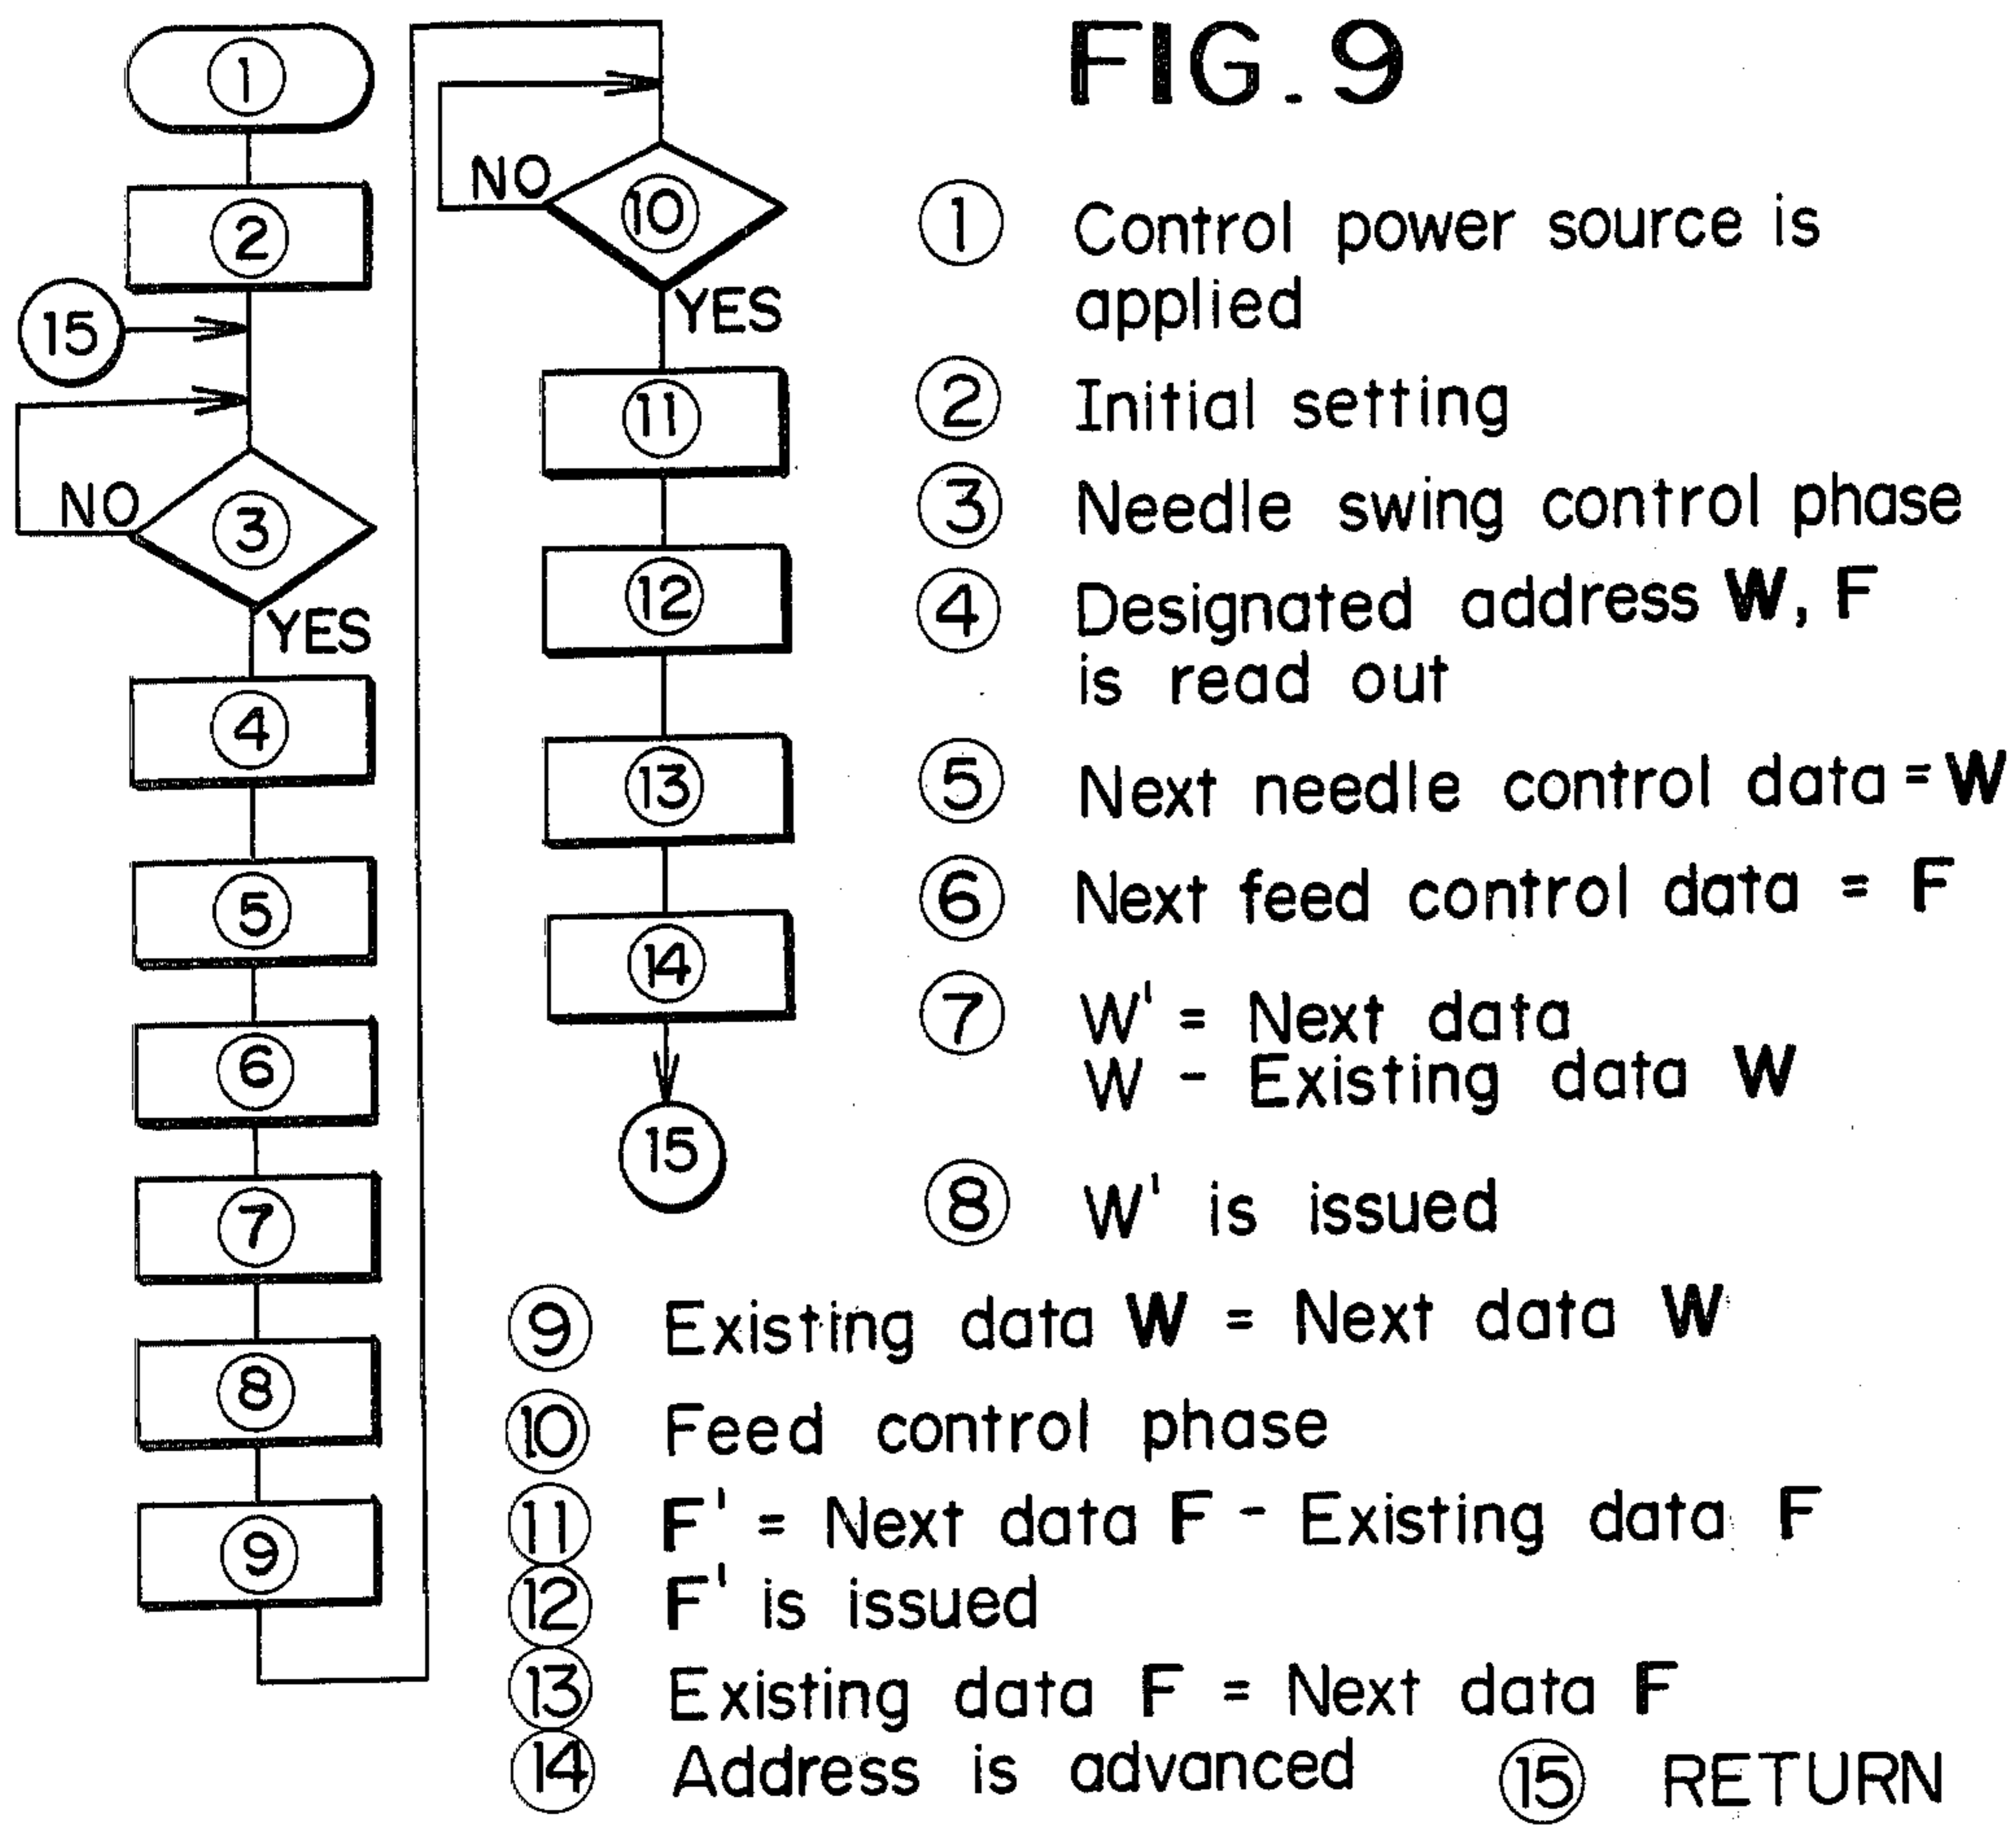 FIG. 9
1
2
15
NO
3
YES
4
5
6
7
8
9
NO
10
YES
11
12
13
14
15
1 Control power source is
applied
2 Initial setting
3 Needle swing control phase
4 Designated address W, F
is read out
5 Next needle control data = W
6 Next feed control data = F
7 W' = Next data
W - Existing data W
8 W' is issued
9 Existing data W = Next data W
10 Feed control phase
11 F' = Next data F - Existing data F
12 F' is issued
13 Existing data F = Next data F
14 Address is advanced 15 RETURN